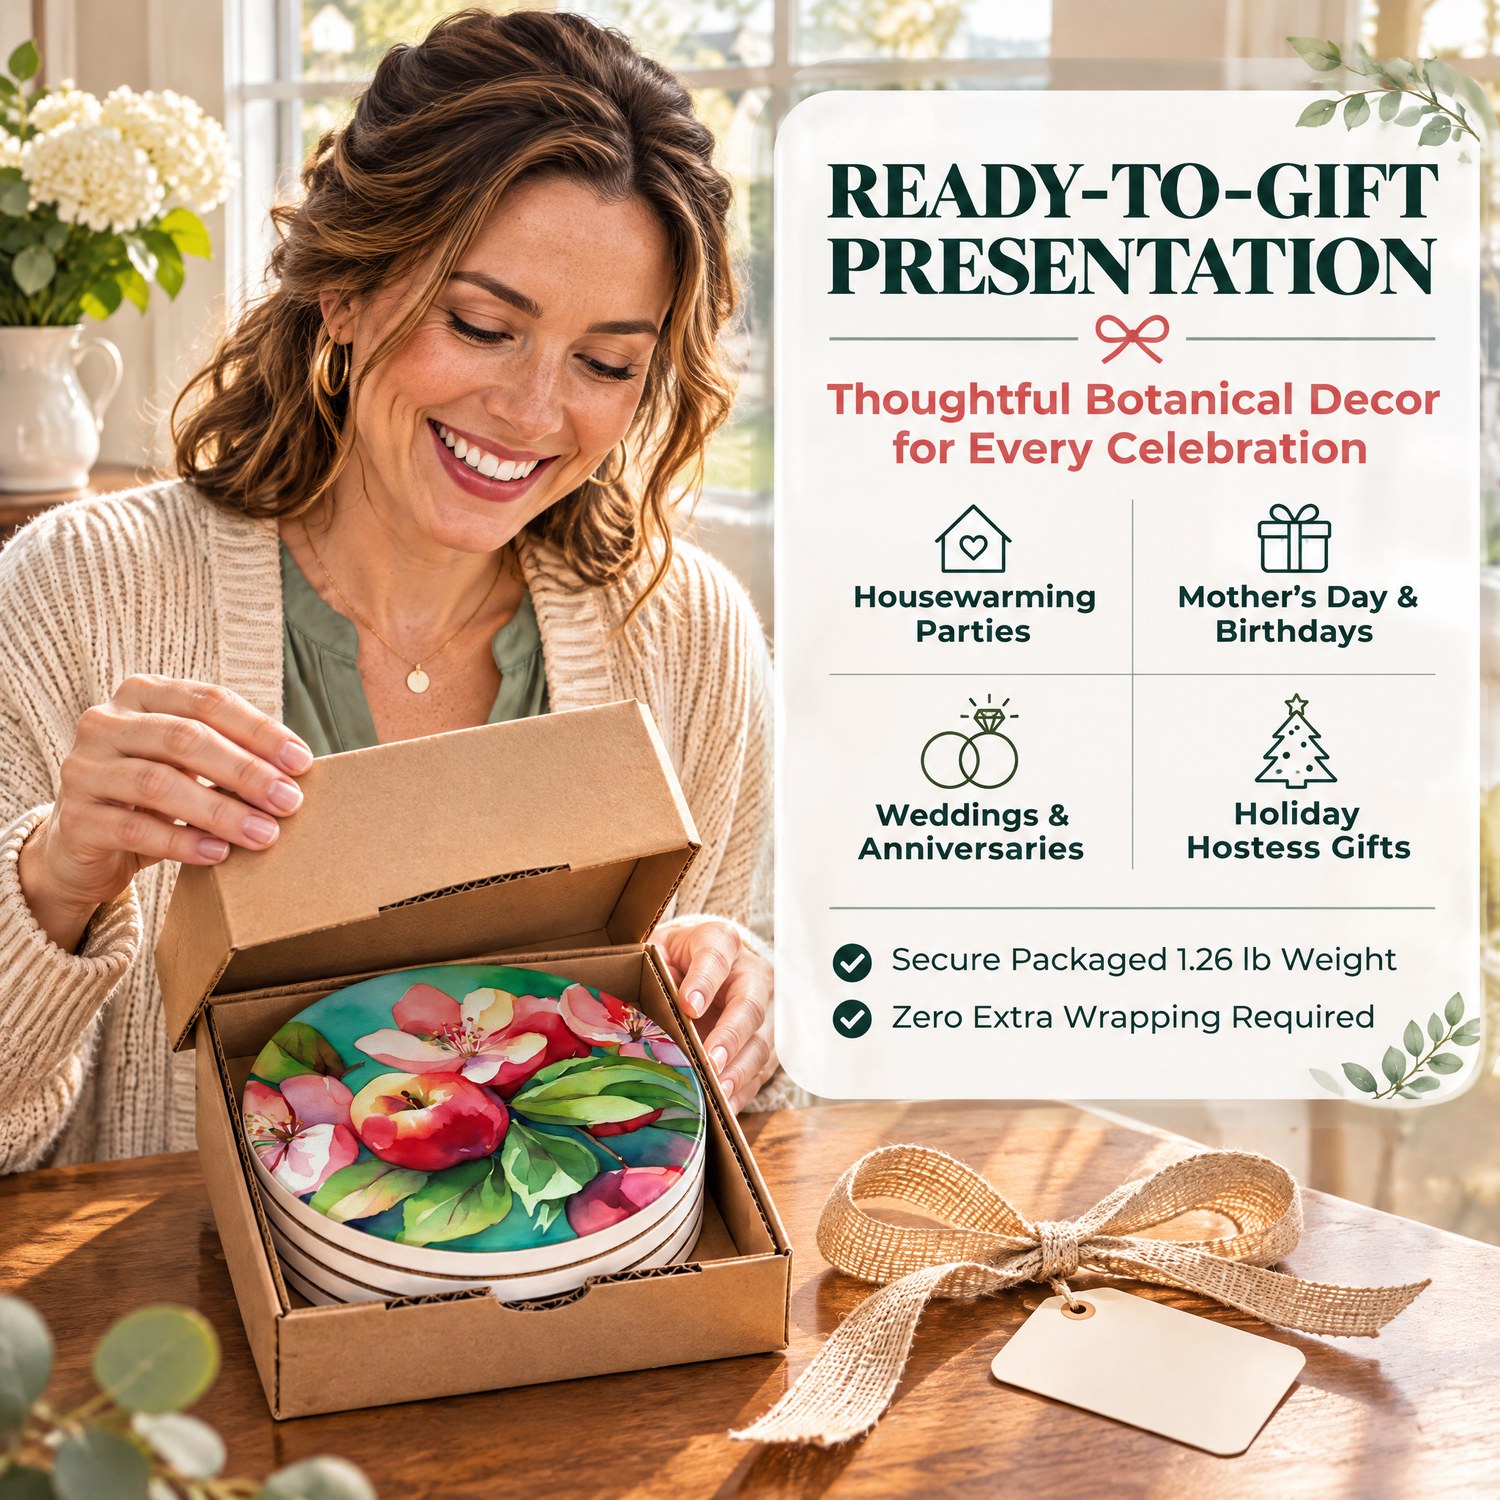 READY-TO-GIFT
PRESENTATION
Thoughtful Botanical Decor
for Every Celebration
Housewarming
Parties
Mother's Day &
Birthdays
Weddings &
Anniversaries
Holiday
Hostess Gifts
Secure Packaged 1.26 lb Weight
Zero Extra Wrapping Required